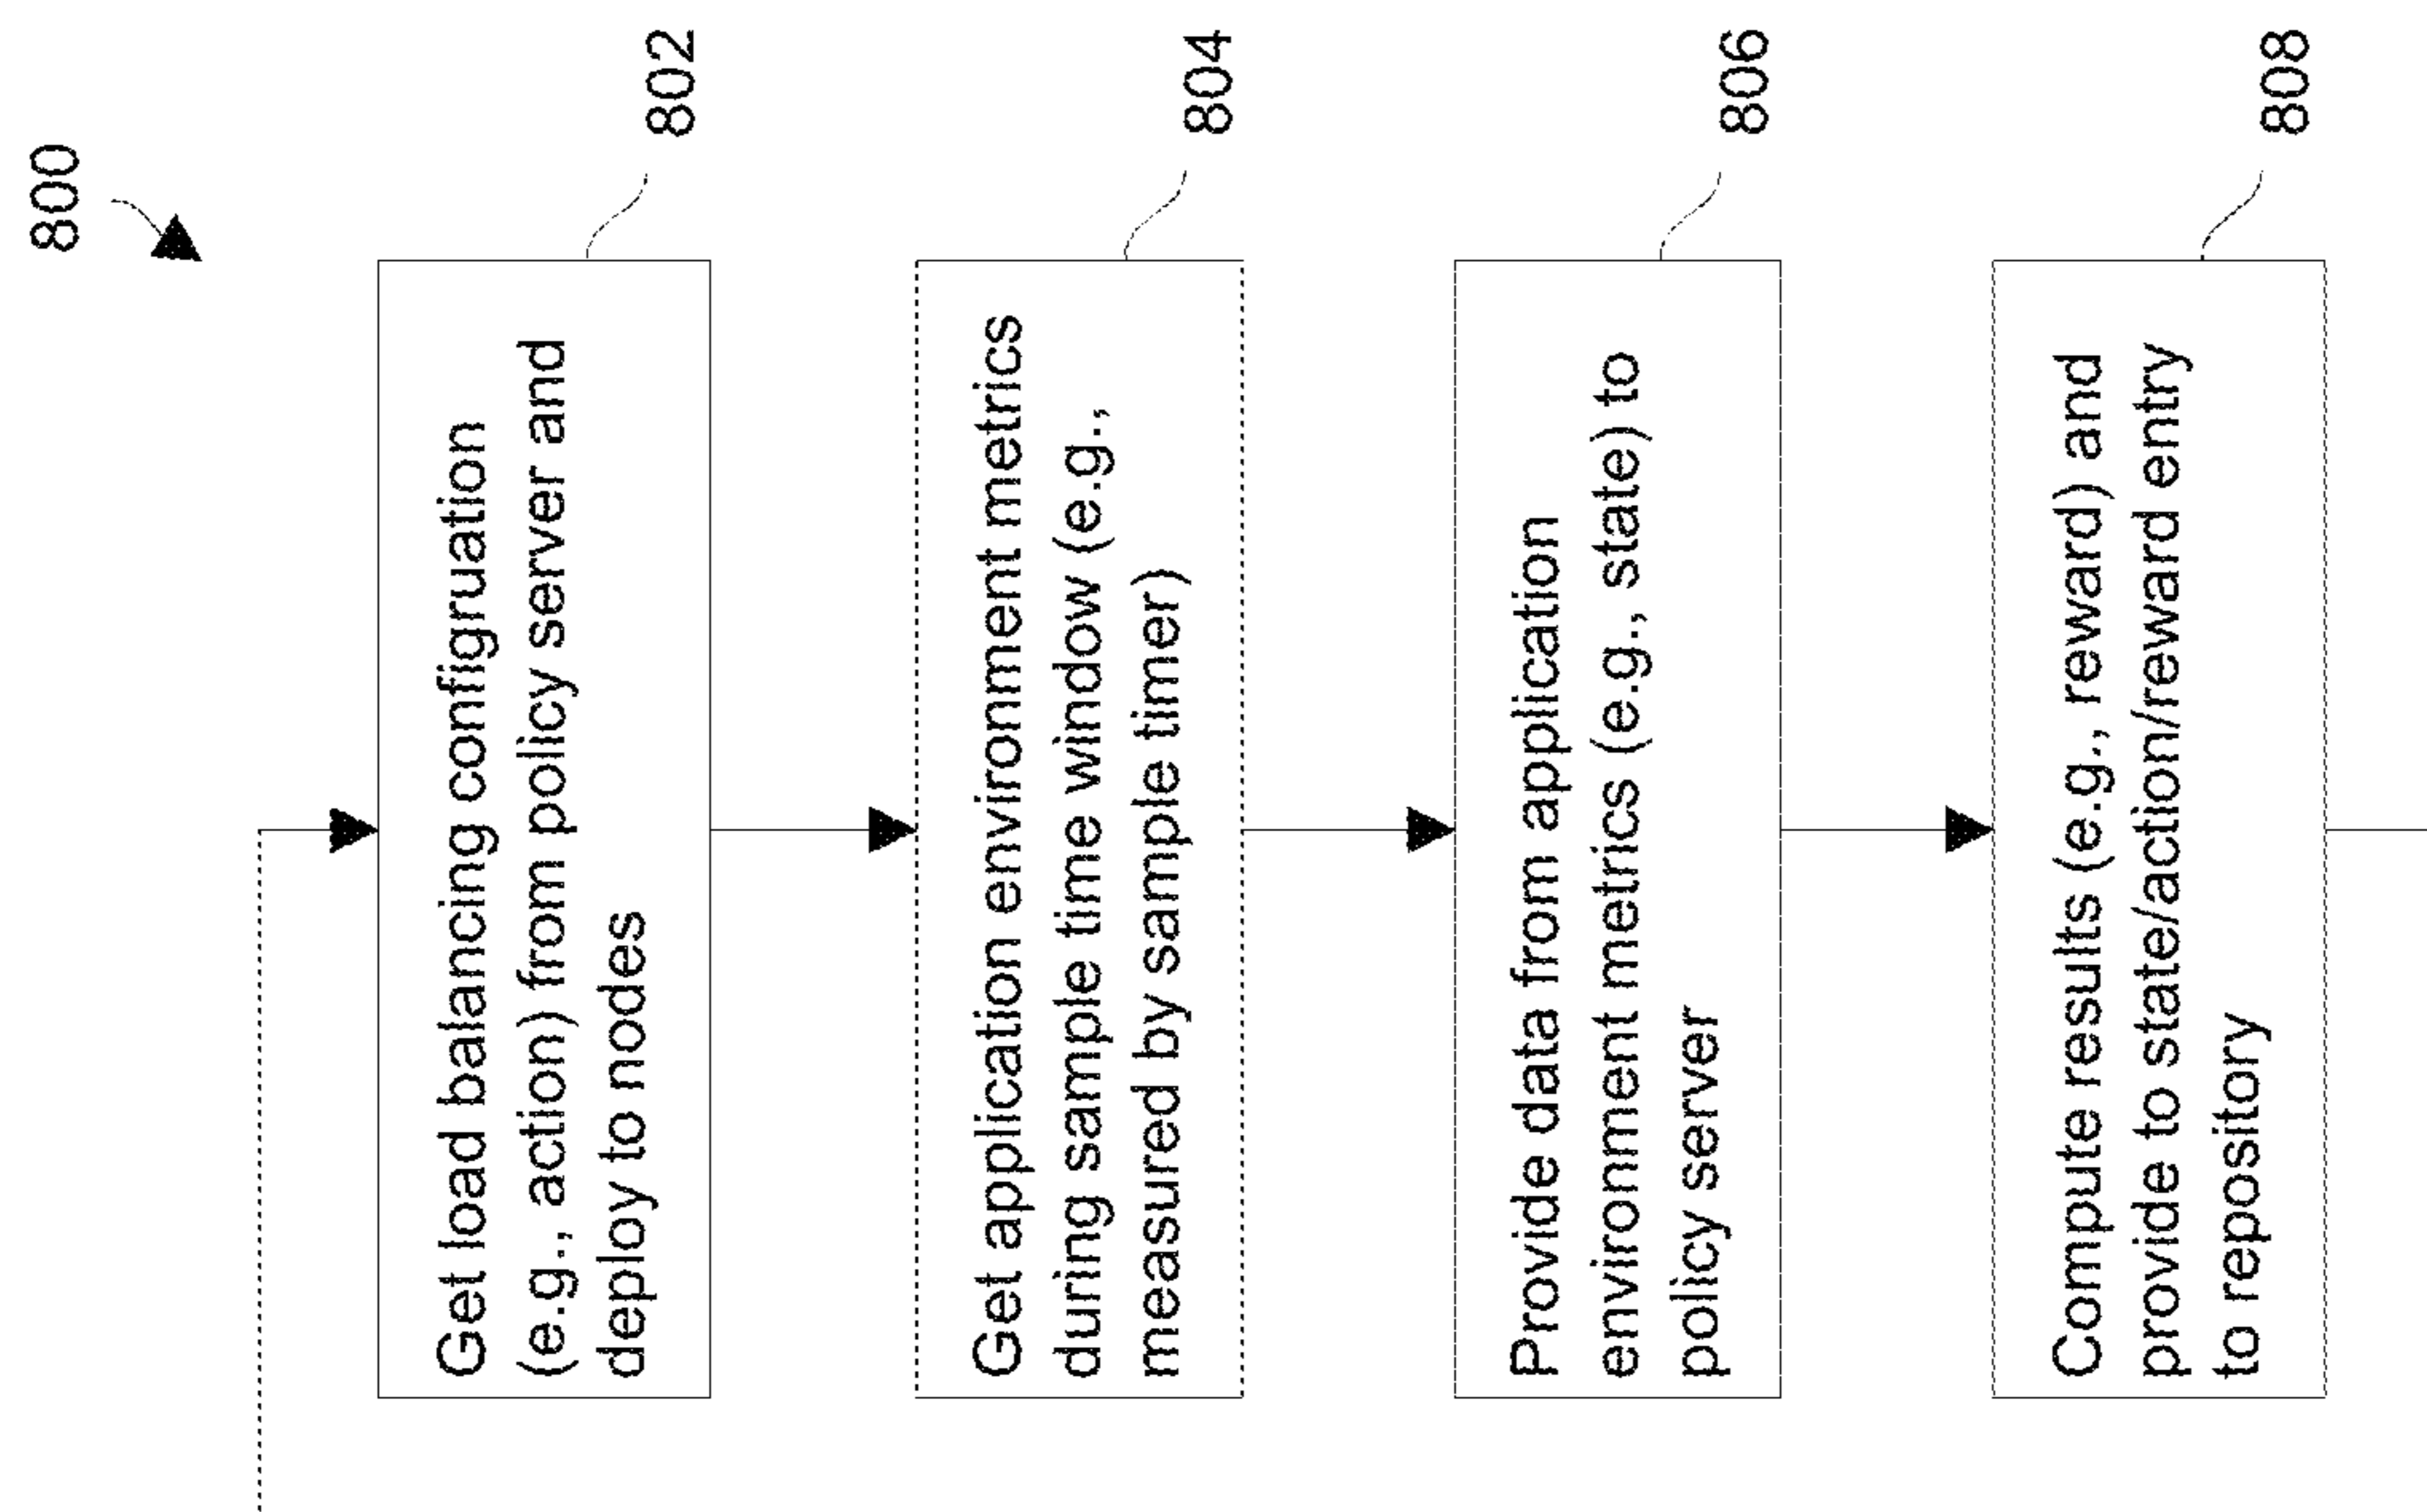 800
Get load balancing configruation
(e.g., action) from policy server and
deploy to nodes
802
Get application environment metrics
during sample time window (e.g.,
measured by sample timer)
804
Provide data from application
environment metrics (e.g., state) to
policy server
806
Compute results (e.g., reward) and
provide to state/action/reward entry
to repository
808